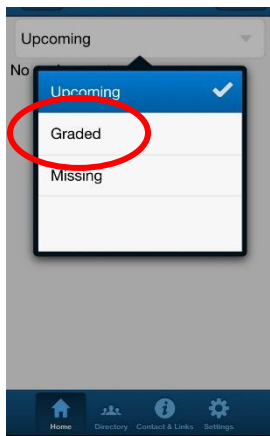 Upcoming
No
Upcoming
Graded
Missing
Home Directory Contact & Links Settings